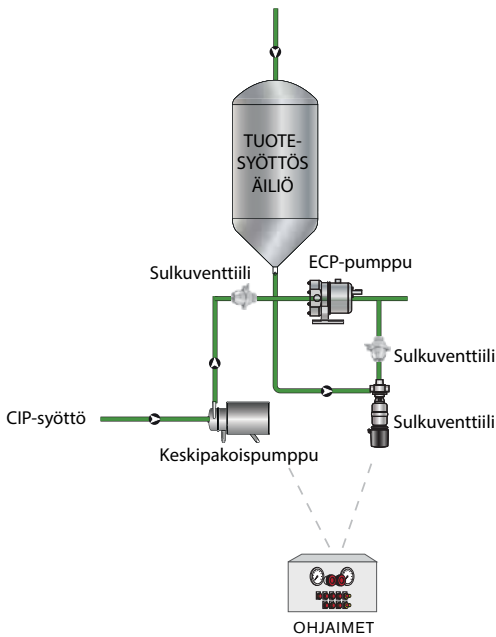 TUOTE-
SYÖTTÖS
ÄILIÖ
ECP-pumppu
Sulkuventtiili
Sulkuventtiili
CIP-syöttö
Sulkuventtiili
Keskipakoispumppu
OHJAIMET